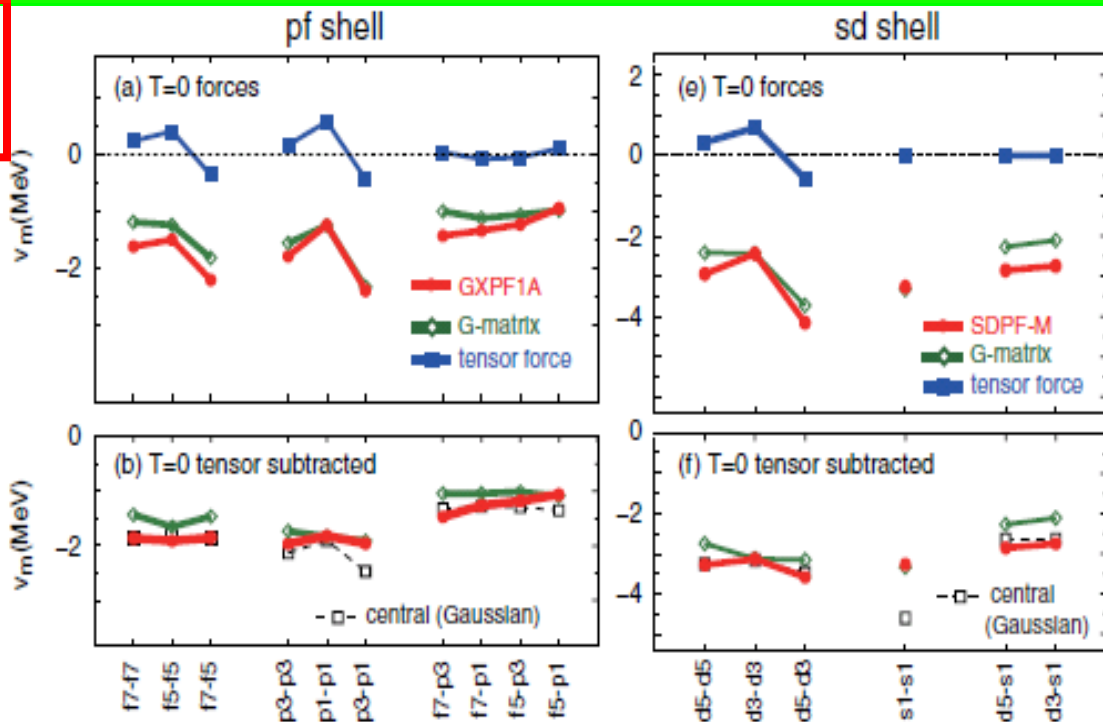 pf shell
sd shell
(a) T=0 forces
(e) T=0 forces
2
0
0
v_m(MeV)
−2
−2
−4
GXPF1A
G-matrix
tensor force
SDPF-M
G-matrix
tensor force
0
0
(b) T=0 tensor subtracted
(f) T=0 tensor subtracted
v_m(MeV)
−2
−2
−4
central (Gaussian)
central
(Gaussian)
f7-f7
f5-f5
f7-f5
p3-p3
p1-p1
p3-p1
f7-p3
f7-p1
f5-p3
f5-p1
d5-d5
d3-d3
d5-d3
s1-s1
d5-s1
d3-s1